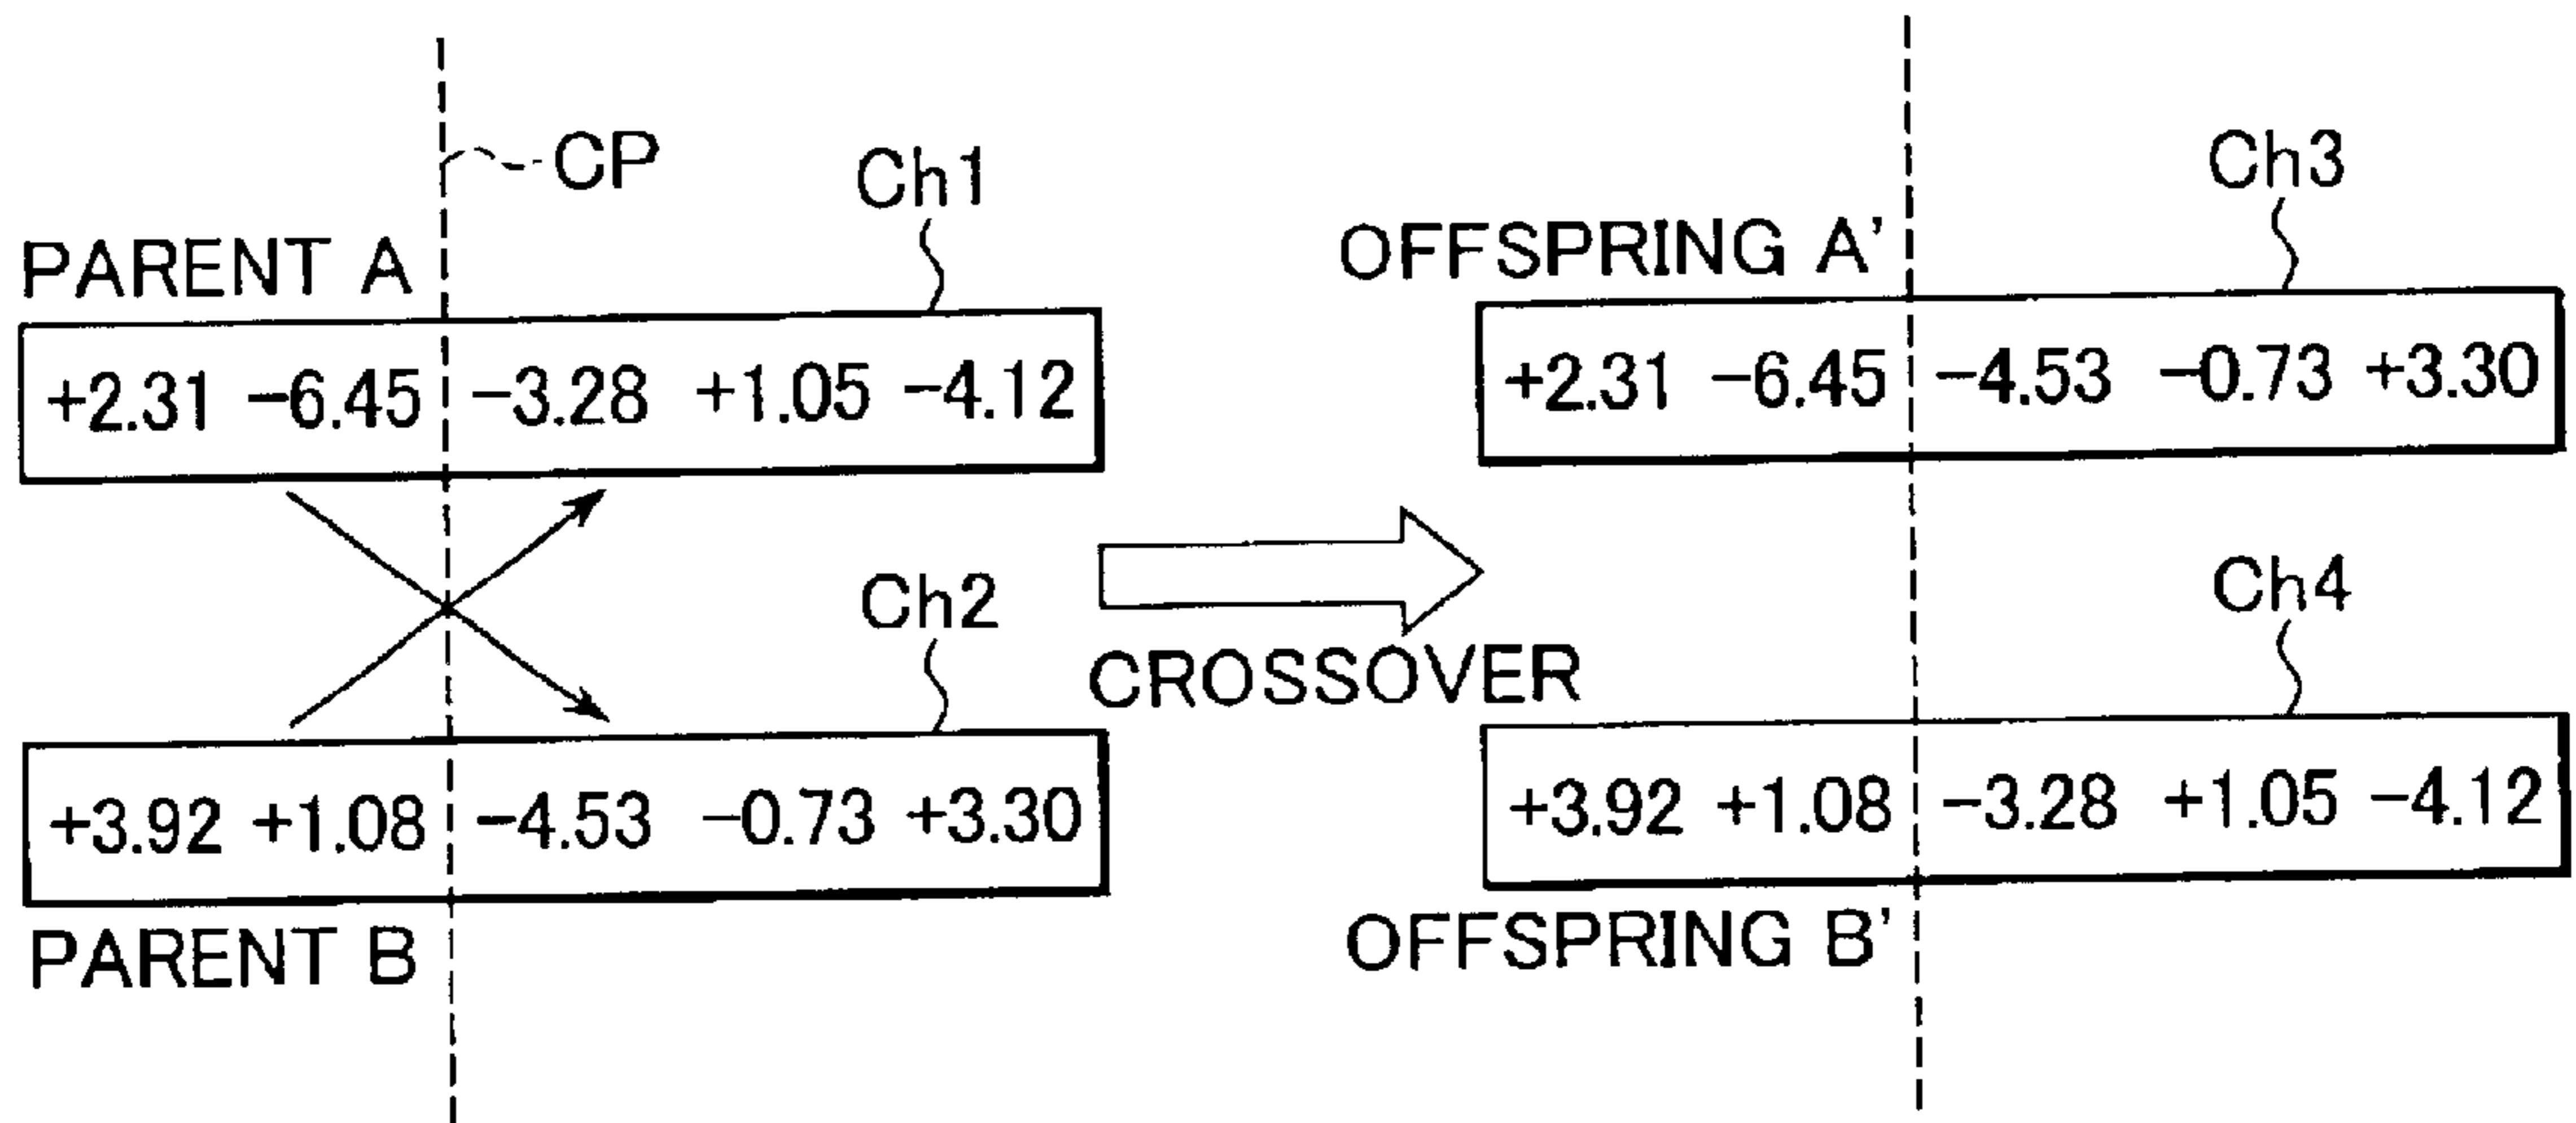 CP
Ch1
PARENT A
+2.31 −6.45 −3.28 +1.05 −4.12
Ch2
+3.92 +1.08 −4.53 −0.73 +3.30
PARENT B
CROSSOVER
Ch3
OFFSPRING A'
+2.31 −6.45 −4.53 −0.73 +3.30
Ch4
+3.92 +1.08 −3.28 +1.05 −4.12
OFFSPRING B'